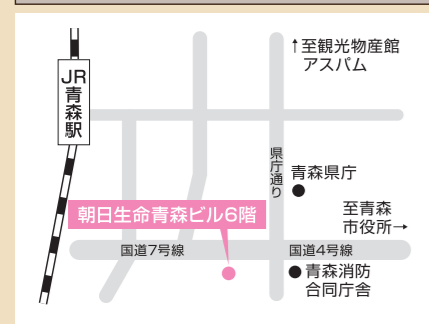 ↑至観光物産館
アスパム
JR青森駅
県庁通り
青森県庁
至青森
市役所→
朝日生命青森ビル6階
国道7号線
国道4号線
青森消防
合同庁舎